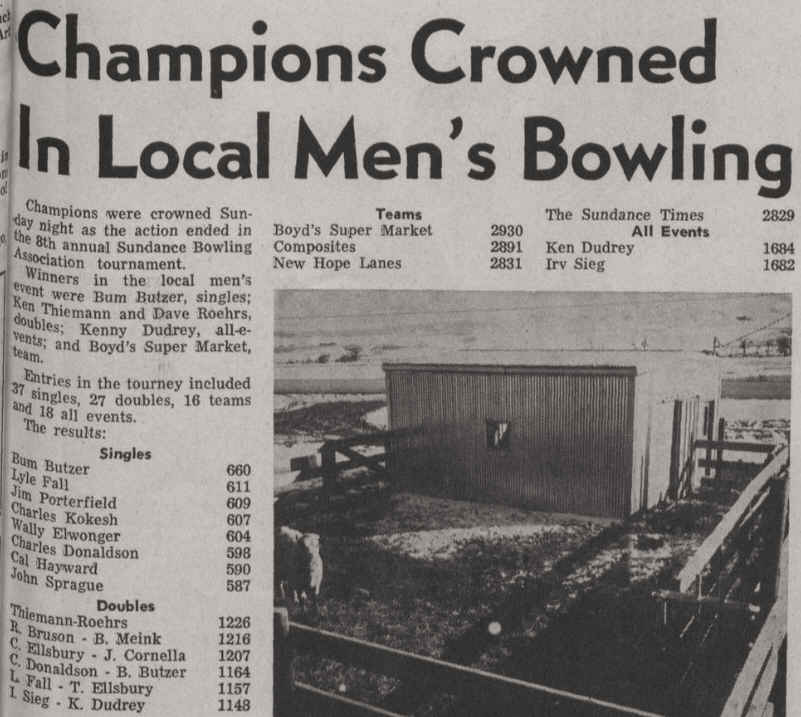 Champions Crowned
In Local Men's Bowling
Champions were crowned Sun-
day night as the action ended in
the 8th annual Sundance Bowling
Association tournament.
Winners in the local men's
event were Bum Butzer, singles;
Ken Thiemann and Dave Roehrs,
doubles; Kenny Dudrey, all-e-
vents; and Boyd's Super Market,
team.
Entries in the tourney included
37 singles, 27 doubles, 16 teams
and 18 all events.
The results:
Singles
Bum Butzer 660
Lyle Fall 611
Jim Porterfield 609
Charles Kokesh 607
Wally Elwonger 604
Charles Donaldson 598
Cal Hayward 590
John Sprague 587
Doubles
Thiemann-Roehrs 1226
R. Bruson - B. Meink 1216
C. Ellsbury - J. Cornella 1207
C. Donaldson - B. Butzer 1164
L. Fall - T. Ellsbury 1157
I. Sieg - K. Dudrey 1148
Teams
Boyd's Super Market 2930
Composites 2891
New Hope Lanes 2831
The Sundance Times 2829
All Events
Ken Dudrey 1684
Irv Sieg 1682